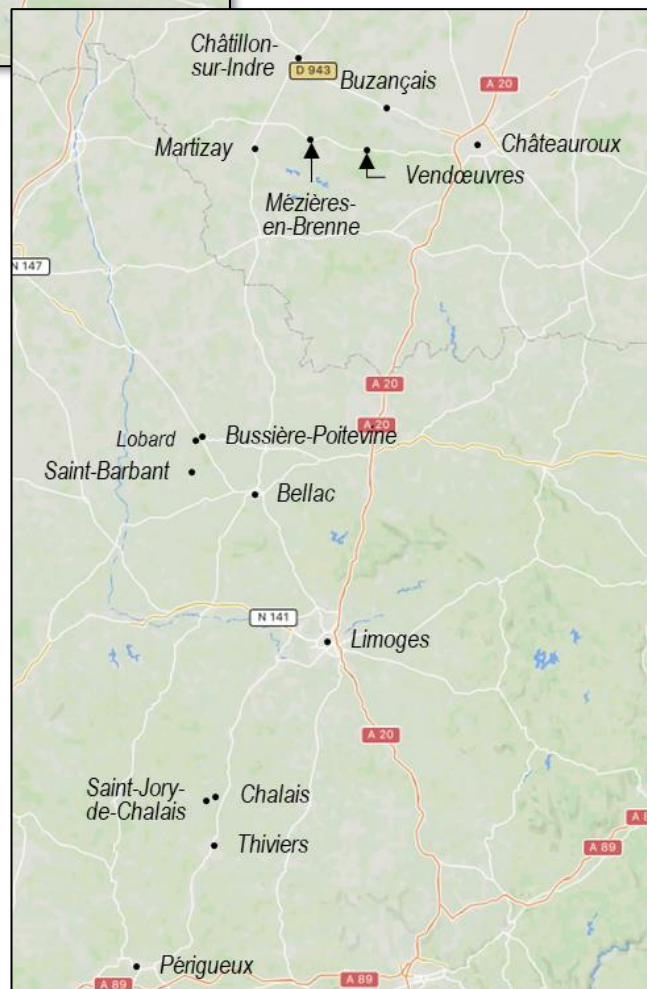 Châtillon-
sur-Indre
D 943
Buzançais
A 20
Martizay
Châteauroux
Vendœuvres
Mézières-
en-Brenne
N 147
A 20
A 20
Lobard
Bussière-Poitevine
Saint-Barbant
Bellac
N 141
Limoges
A 20
Saint-Jory-
de-Chalais
Chalais
A 8
A 89
Thiviers
Périgueux
A 89
A 89